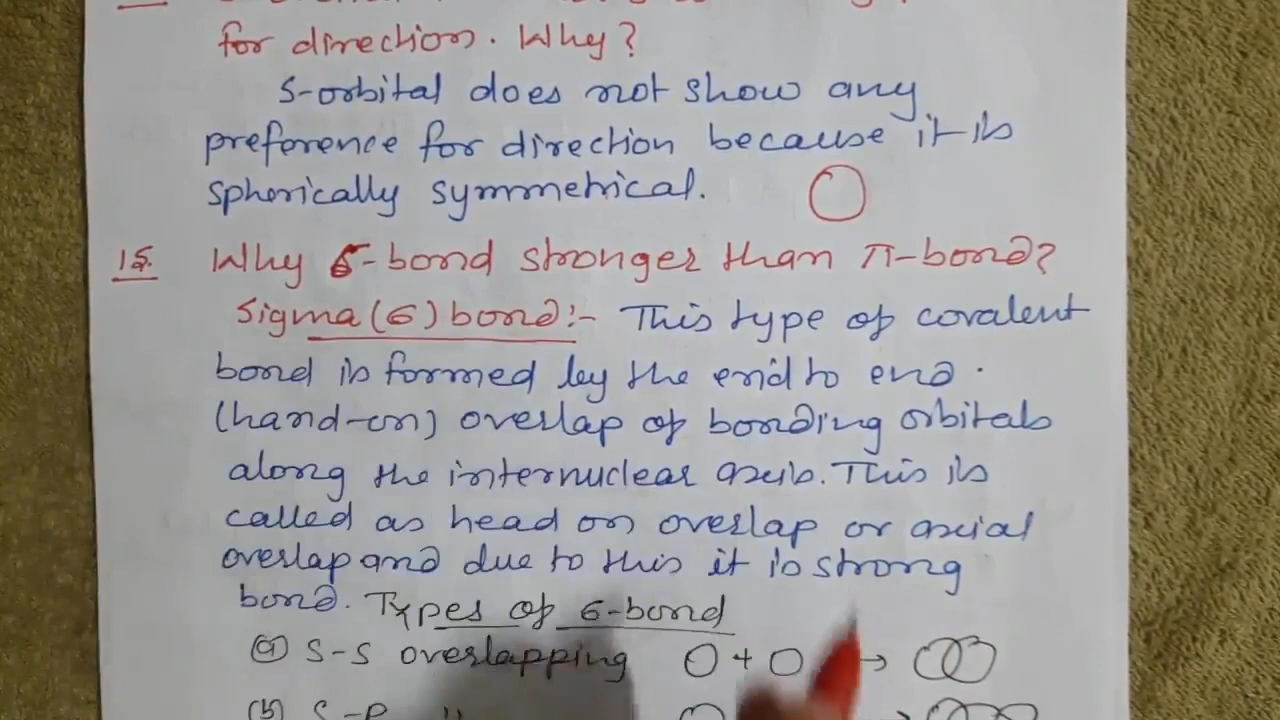 for direction. Why?
S-orbital does not show any
preference for direction because it is
spherically symmetrical.
15. Why σ-bond stronger than π-bond?
Sigma (σ) bond:- This type of covalent
bond is formed by the end to end.
(hand-on) overlap of bonding orbitals
along the internuclear axis. This is
called as head on overlap or axial
overlap and due to this it is strong
bond. Types of σ-bond
(a) S-S overlapping O + O → 
(b) S-P "